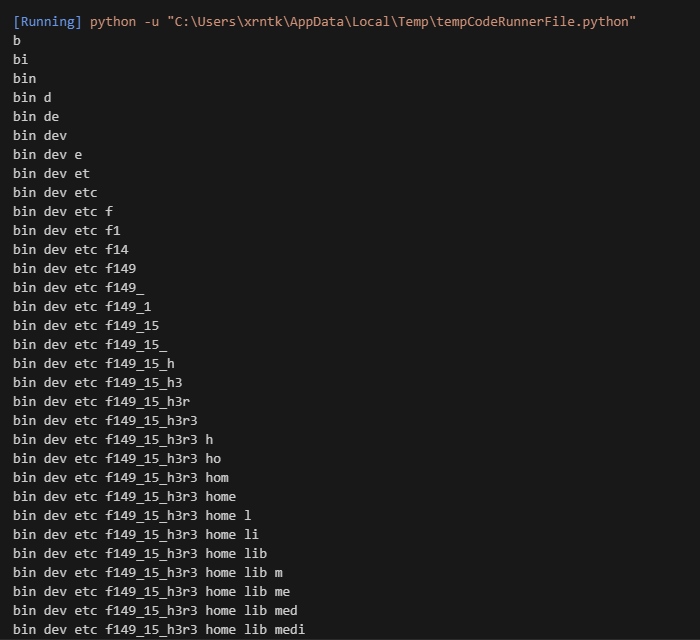 [Running] python -u "C:\Users\xrntk\AppData\Local\Temp\tempCodeRunnerFile.python"
b
bi
bin
bin d
bin de
bin dev
bin dev e
bin dev et
bin dev etc
bin dev etc f
bin dev etc f1
bin dev etc f14
bin dev etc f149
bin dev etc f149_
bin dev etc f149_1
bin dev etc f149_15
bin dev etc f149_15_
bin dev etc f149_15_h
bin dev etc f149_15_h3
bin dev etc f149_15_h3r
bin dev etc f149_15_h3r3
bin dev etc f149_15_h3r3 h
bin dev etc f149_15_h3r3 ho
bin dev etc f149_15_h3r3 hom
bin dev etc f149_15_h3r3 home
bin dev etc f149_15_h3r3 home l
bin dev etc f149_15_h3r3 home li
bin dev etc f149_15_h3r3 home lib
bin dev etc f149_15_h3r3 home lib m
bin dev etc f149_15_h3r3 home lib me
bin dev etc f149_15_h3r3 home lib med
bin dev etc f149_15_h3r3 home lib medi